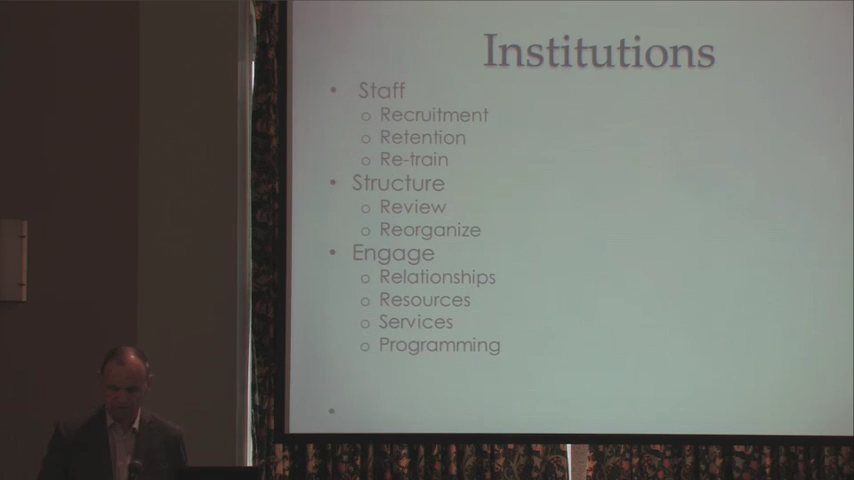 Institutions
• Staff
o Recruitment
o Retention
o Re-train
• Structure
o Review
o Reorganize
• Engage
o Relationships
o Resources
o Services
o Programming
•